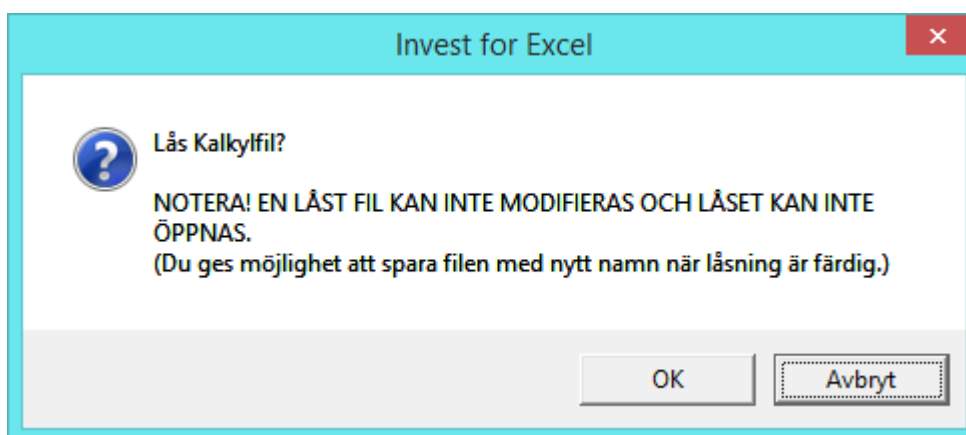 Invest for Excel
Lås Kalkylfil?
NOTERA! EN LÅST FIL KAN INTE MODIFIERAS OCH LÅSET KAN INTE
ÖPPNAS.
(Du ges möjlighet att spara filen med nytt namn när låsning är färdig.)
OK
Avbryt